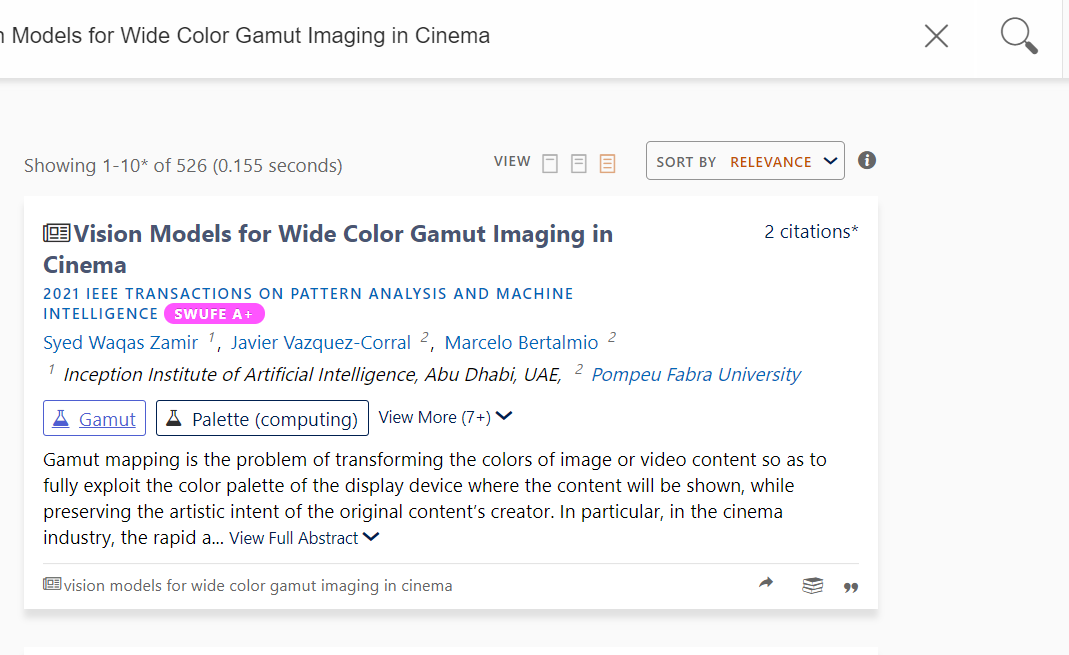 Models for Wide Color Gamut Imaging in Cinema
Showing 1-10* of 526 (0.155 seconds)
VIEW
SORT BY RELEVANCE
Vision Models for Wide Color Gamut Imaging in
2 citations*
Cinema
2021 IEEE TRANSACTIONS ON PATTERN ANALYSIS AND MACHINE
INTELLIGENCE SWUFE A+
Syed Waqas Zamir 1, Javier Vazquez-Corral 2, Marcelo Bertalmio 2
1 Inception Institute of Artificial Intelligence, Abu Dhabi, UAE, 2 Pompeu Fabra University
Gamut
Palette (computing)
View More (7+)
Gamut mapping is the problem of transforming the colors of image or video content so as to
fully exploit the color palette of the display device where the content will be shown, while
preserving the artistic intent of the original content’s creator. In particular, in the cinema
industry, the rapid a... View Full Abstract
vision models for wide color gamut imaging in cinema